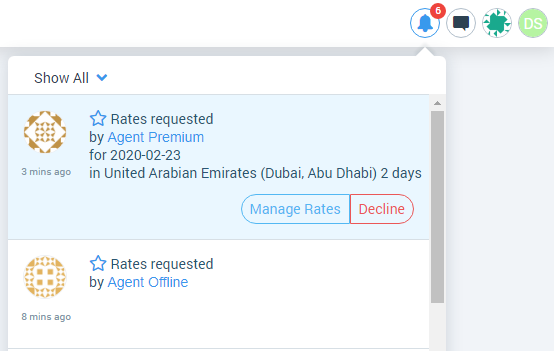 6
DS
Show All
Rates requested
by Agent Premium
for 2020-02-23
in United Arabian Emirates (Dubai, Abu Dhabi) 2 days
3 mins ago
Manage Rates Decline
Rates requested
by Agent Offline
8 mins ago